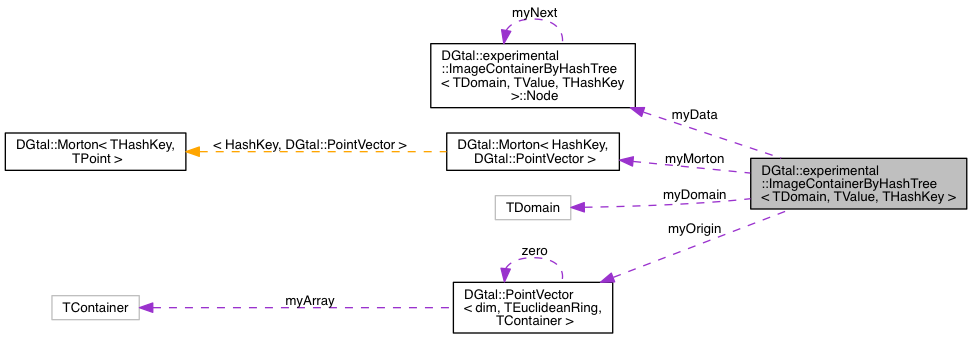 myNext
DGtal::experimental
::ImageContainerByHashTree
< TDomain, TValue, THashKey
>::Node
myData
DGtal::Morton< THashKey,
TPoint >
< HashKey, DGtal::PointVector >
DGtal::Morton< HashKey,
DGtal::PointVector >
myMorton
DGtal::experimental
::ImageContainerByHashTree
< TDomain, TValue, THashKey >
TDomain
myDomain
myOrigin
zero
TContainer
myArray
DGtal::PointVector
< dim, TEuclideanRing,
TContainer >